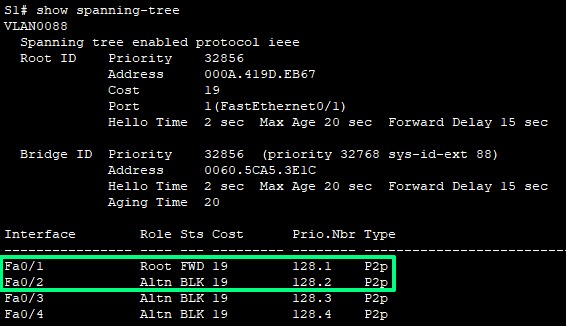 S1# show spanning-tree
VLAN0088
  Spanning tree enabled protocol ieee
  Root ID    Priority    32856
             Address     000A.419D.EB67
             Cost        19
             Port        1(FastEthernet0/1)
             Hello Time  2 sec  Max Age 20 sec  Forward Delay 15 sec

  Bridge ID  Priority    32856  (priority 32768 sys-id-ext 88)
             Address     0060.5CA5.3E1C
             Hello Time  2 sec  Max Age 20 sec  Forward Delay 15 sec
             Aging Time  20

Interface        Role Sts Cost      Prio.Nbr Type
---------------- ---- --- --------- -------- --------------------------------
Fa0/1            Root FWD 19        128.1    P2p
Fa0/2            Altn BLK 19        128.2    P2p
Fa0/3            Altn BLK 19        128.3    P2p
Fa0/4            Altn BLK 19        128.4    P2p